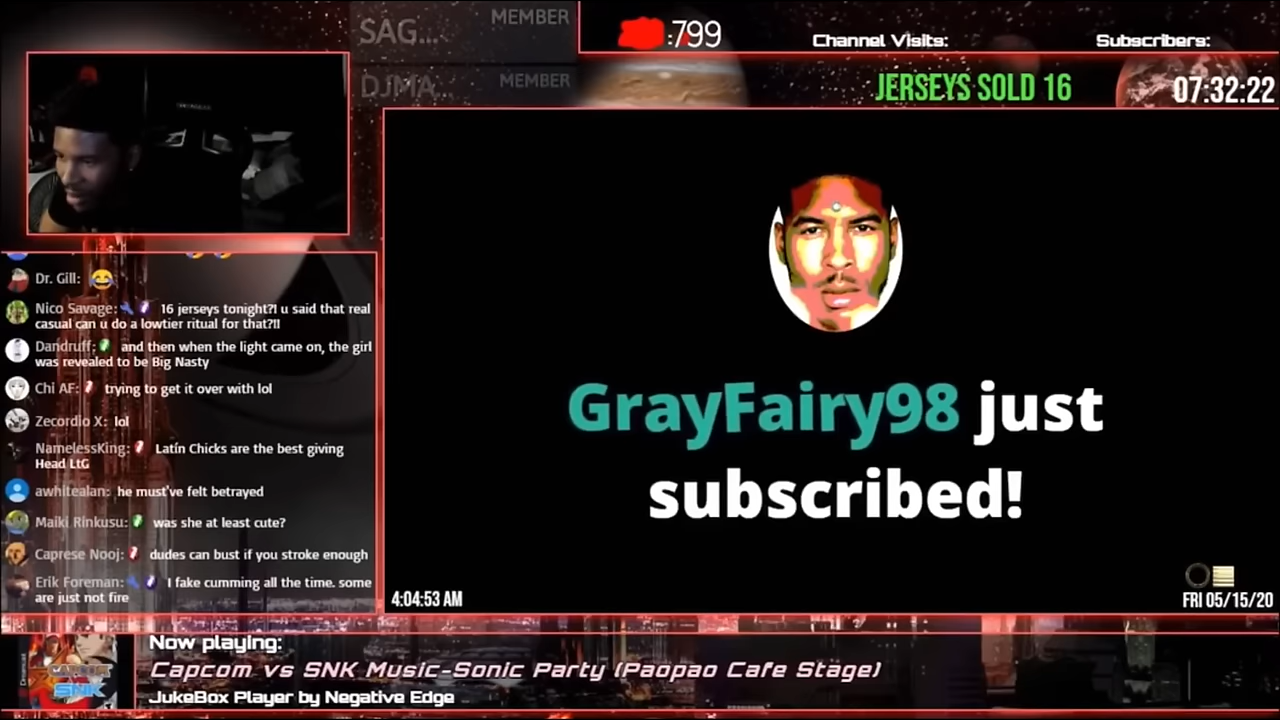 SAG... MEMBER
DJMA... MEMBER
:799
Channel Visits:
Subscribers:
JERSEYS SOLD 16
07:32:22
Dr. Gill: 😂
Nico Savage: 16 jerseys tonight?! u said that real
casual can u do a lowtier ritual for that?!!
Dandruff: and then when the light came on, the girl
was revealed to be Big Nasty
Chi AF: trying to get it over with lol
Zecordio X: lol
NamelessKing: Latin Chicks are the best giving
Head LtG
awhitealan: he must've felt betrayed
Maiki Rinkusu: was she at least cute?
Caprese Nooj: dudes can bust if you stroke enough
Erik Foreman: I fake cumming all the time. some
are just not fire
GrayFairy98 just
subscribed!
4:04:53 AM
FRI 05/15/20
Now playing:
Capcom vs SNK Music-Sonic Party (Paopao Cafe Stage)
JukeBox Player by Negative Edge
CAPCOM
SNK